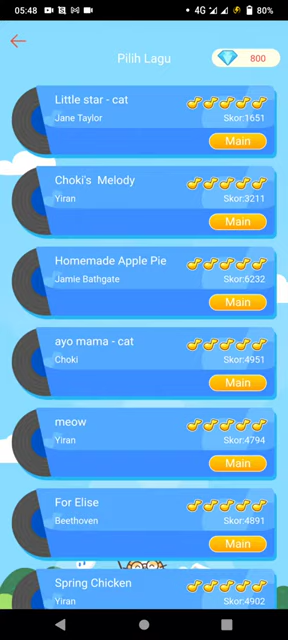 05:48
4G
80%
Pilih Lagu
800
Little star - cat
Jane Taylor
Skor:1651
Main
Choki's Melody
Yiran
Skor:3211
Main
Homemade Apple Pie
Jamie Bathgate
Skor:6232
Main
ayo mama - cat
Choki
Skor:4951
Main
meow
Yiran
Skor:4794
Main
For Elise
Beethoven
Skor:4891
Main
Spring Chicken
Yiran
Skor:4902